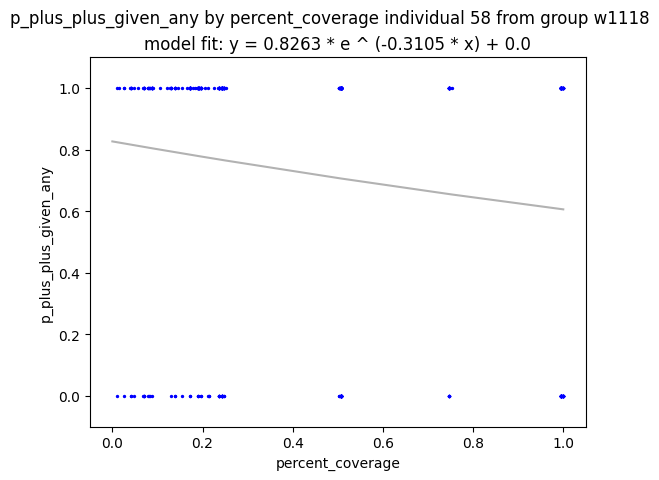 p_plus_plus_given_any by percent_coverage individual 58 from group w1118
model fit: y = 0.8263 * e ^ (-0.3105 * x) + 0.0
1.0
0.8
0.6
0.4
0.2
0.0
p_plus_plus_given_any
0.0 0.2 0.4 0.6 0.8 1.0
percent_coverage